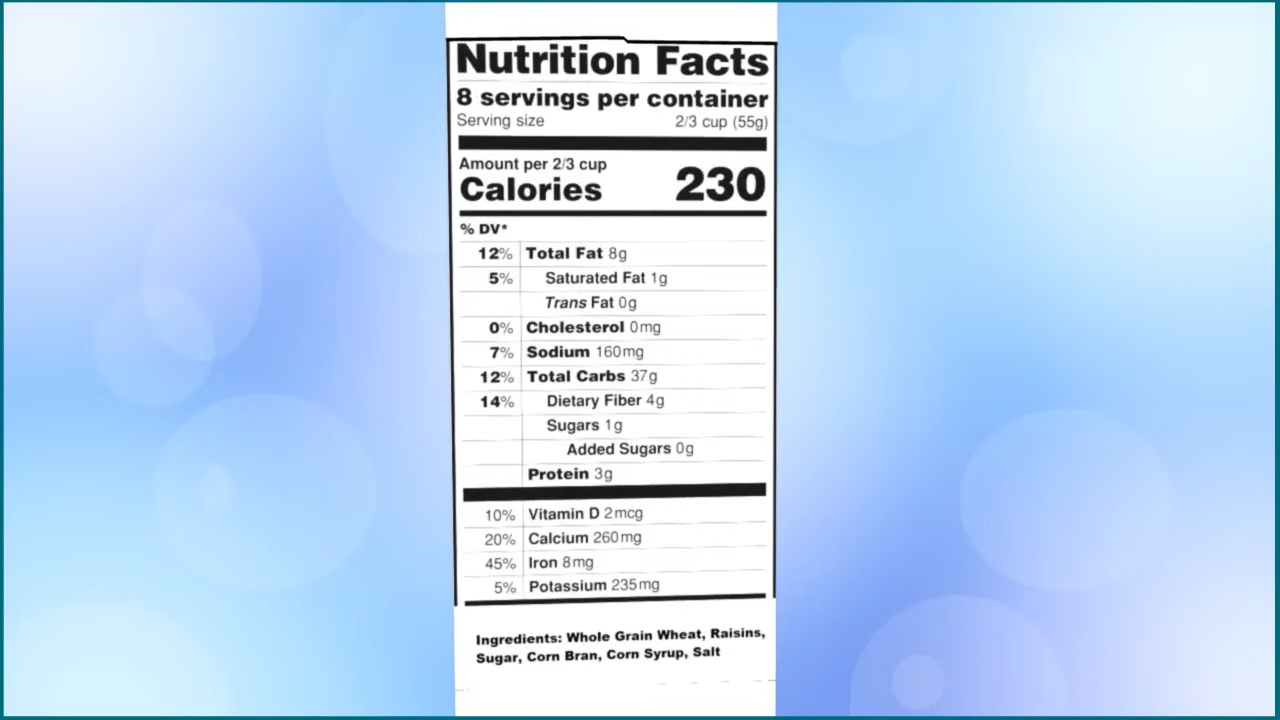 Nutrition Facts
8 servings per container
Serving size 2/3 cup (55g)
Amount per 2/3 cup
Calories 230
% DV*
12% Total Fat 8g
5% Saturated Fat 1g
Trans Fat 0g
0% Cholesterol 0mg
7% Sodium 160mg
12% Total Carbs 37g
14% Dietary Fiber 4g
Sugars 1g
Added Sugars 0g
Protein 3g
10% Vitamin D 2mcg
20% Calcium 260mg
45% Iron 8mg
5% Potassium 235mg
Ingredients: Whole Grain Wheat, Raisins,
Sugar, Corn Bran, Corn Syrup, Salt